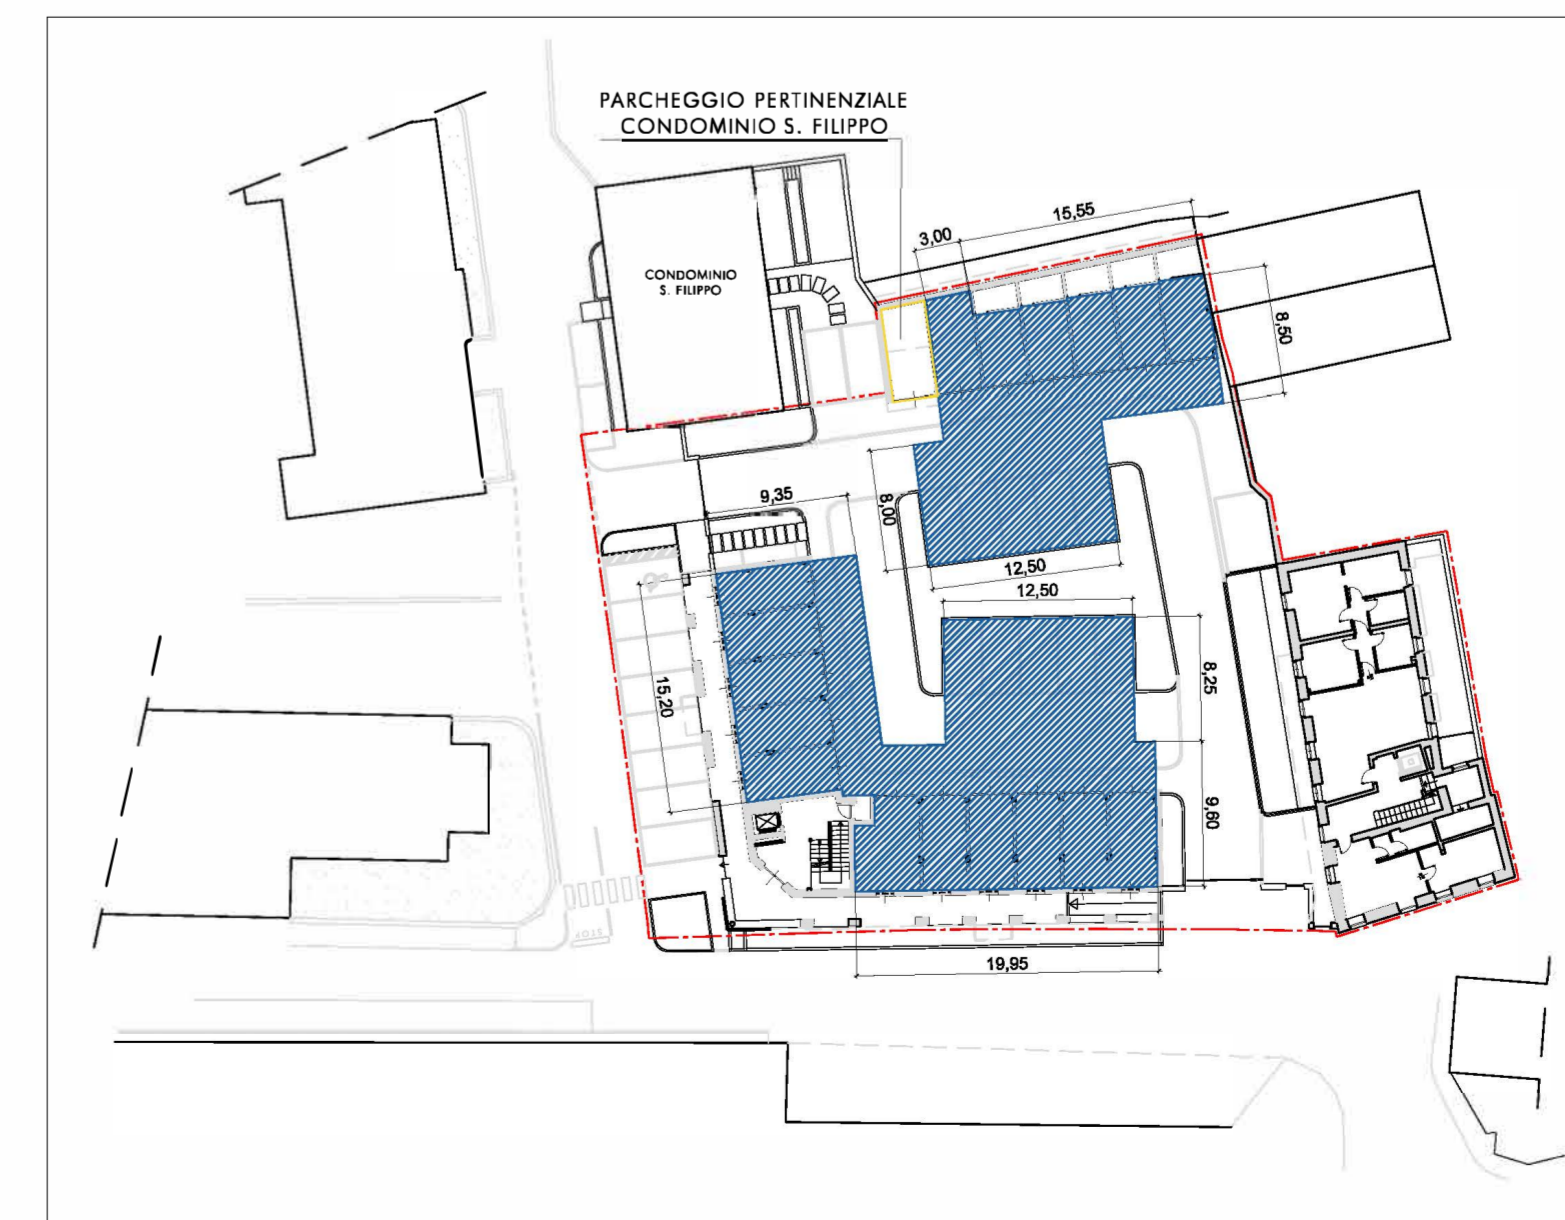 PARCHEGGIO PERTINENZIALE
CONDOMINIO S. FILIPPO
15,55
3,00
CONDOMINIO
S. FILIPPO
8,50
9,35
8,00
12,50
12,50
15,20
8,25
9,60
19,95